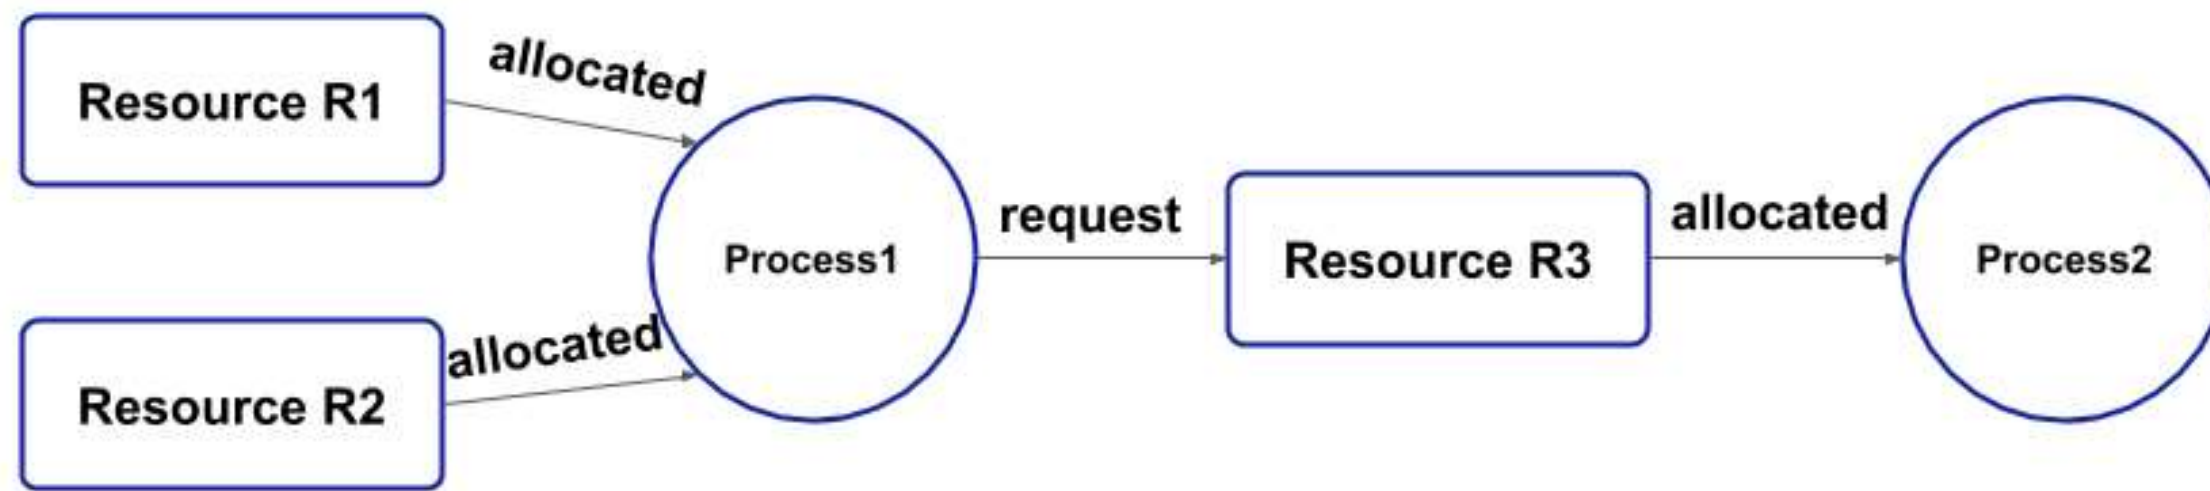 Resource R1
allocated
Resource R2
allocated
Process1
request
Resource R3
allocated
Process2